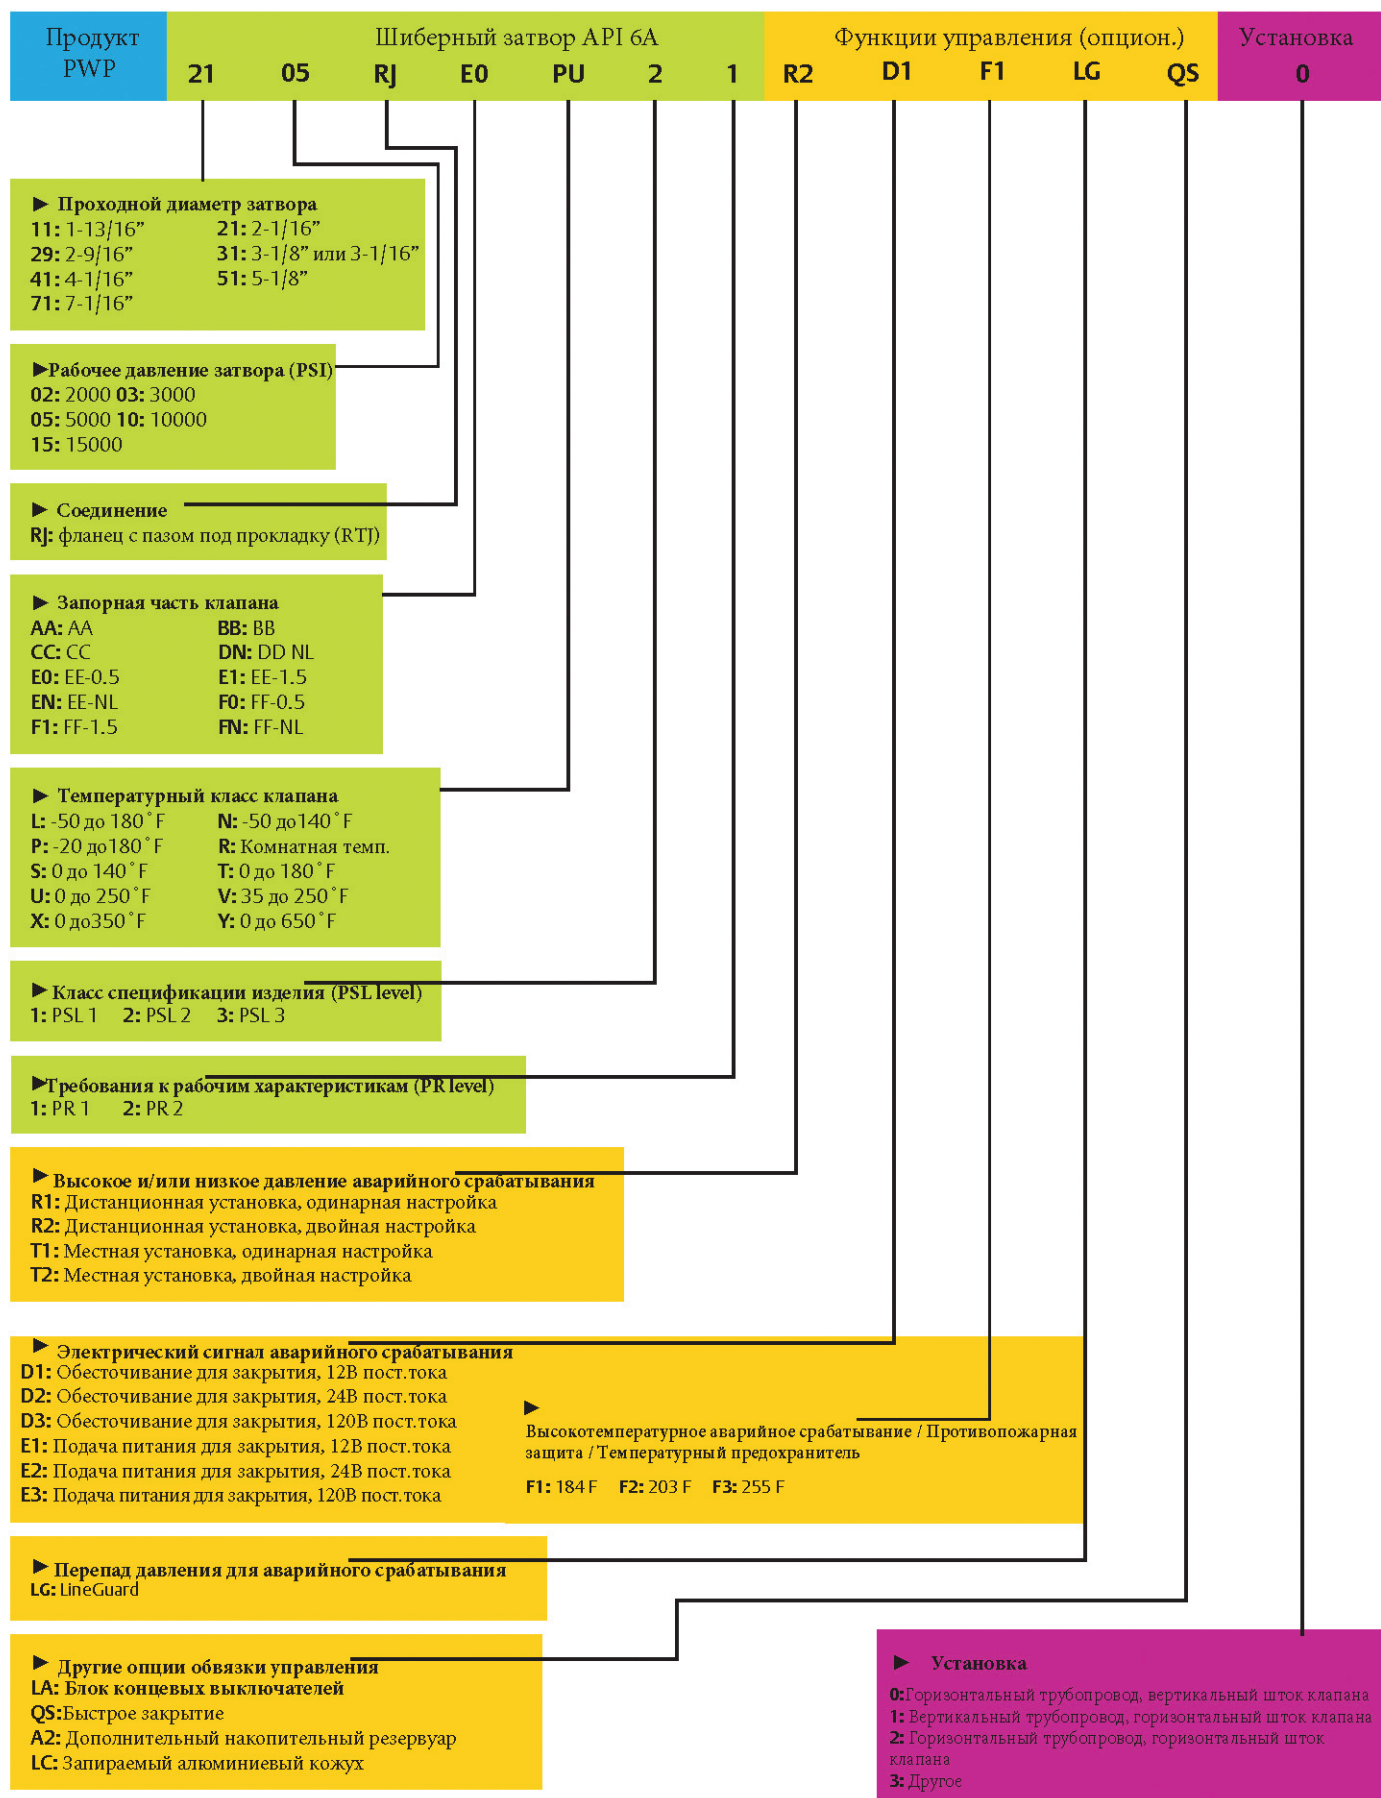 Продукт PWP
Шиберный затвор API 6A
Функции управления (опцион.)
Установка
21 05 RJ E0 PU 2 1 R2 D1 F1 LG QS 0
► Проходной диаметр затвора
11: 1-13/16” 21: 2-1/16”
29: 2-9/16” 31: 3-1/8” или 3-1/16”
41: 4-1/16” 51: 5-1/8”
71: 7-1/16”
►Рабочее давление затвора (PSI)
02: 2000 03: 3000
05: 5000 10: 10000
15: 15000
► Соединение
RJ: фланец с пазом под прокладку (RTJ)
► Запорная часть клапана
AA: AA BB: BB
CC: CC DN: DD NL
E0: EE-0.5 E1: EE-1.5
EN: EE-NL F0: FF-0.5
F1: FF-1.5 FN: FF-NL
► Температурный класс клапана
L: -50 до 180˚F N: -50 до140˚F
P: -20 до180˚F R: Комнатная темп.
S: 0 до 140˚F T: 0 до 180˚F
U: 0 до 250˚F V: 35 до 250˚F
X: 0 до350˚F Y: 0 до 650˚F
► Класс спецификации изделия (PSL level)
1: PSL 1 2: PSL 2 3: PSL 3
►Требования к рабочим характеристикам (PR level)
1: PR 1 2: PR 2
► Высокое и/или низкое давление аварийного срабатывания
R1: Дистанционная установка, одинарная настройка
R2: Дистанционная установка, двойная настройка
T1: Местная установка, одинарная настройка
T2: Местная установка, двойная настройка
► Электрический сигнал аварийного срабатывания
D1: Обесточивание для закрытия, 12В пост.тока
D2: Обесточивание для закрытия, 24В пост.тока
D3: Обесточивание для закрытия, 120В пост.тока
E1: Подача питания для закрытия, 12В пост.тока
E2: Подача питания для закрытия, 24В пост.тока
E3: Подача питания для закрытия, 120В пост.тока
►
Высокотемпературное аварийное срабатывание / Противопожарная
защита / Температурный предохранитель
F1: 184 F F2: 203 F F3: 255 F
► Перепад давления для аварийного срабатывания
LG: LineGuard
► Другие опции обвязки управления
LA: Блок концевых выключателей
QS:Быстрое закрытие
A2: Дополнительный накопительный резервуар
LC: Запираемый алюминиевый кожух
► Установка
0:Горизонтальный трубопровод, вертикальный шток клапана
1: Вертикальный трубопровод, горизонтальный шток клапана
2: Горизонтальный трубопровод, горизонтальный шток
клапана
3: Другое